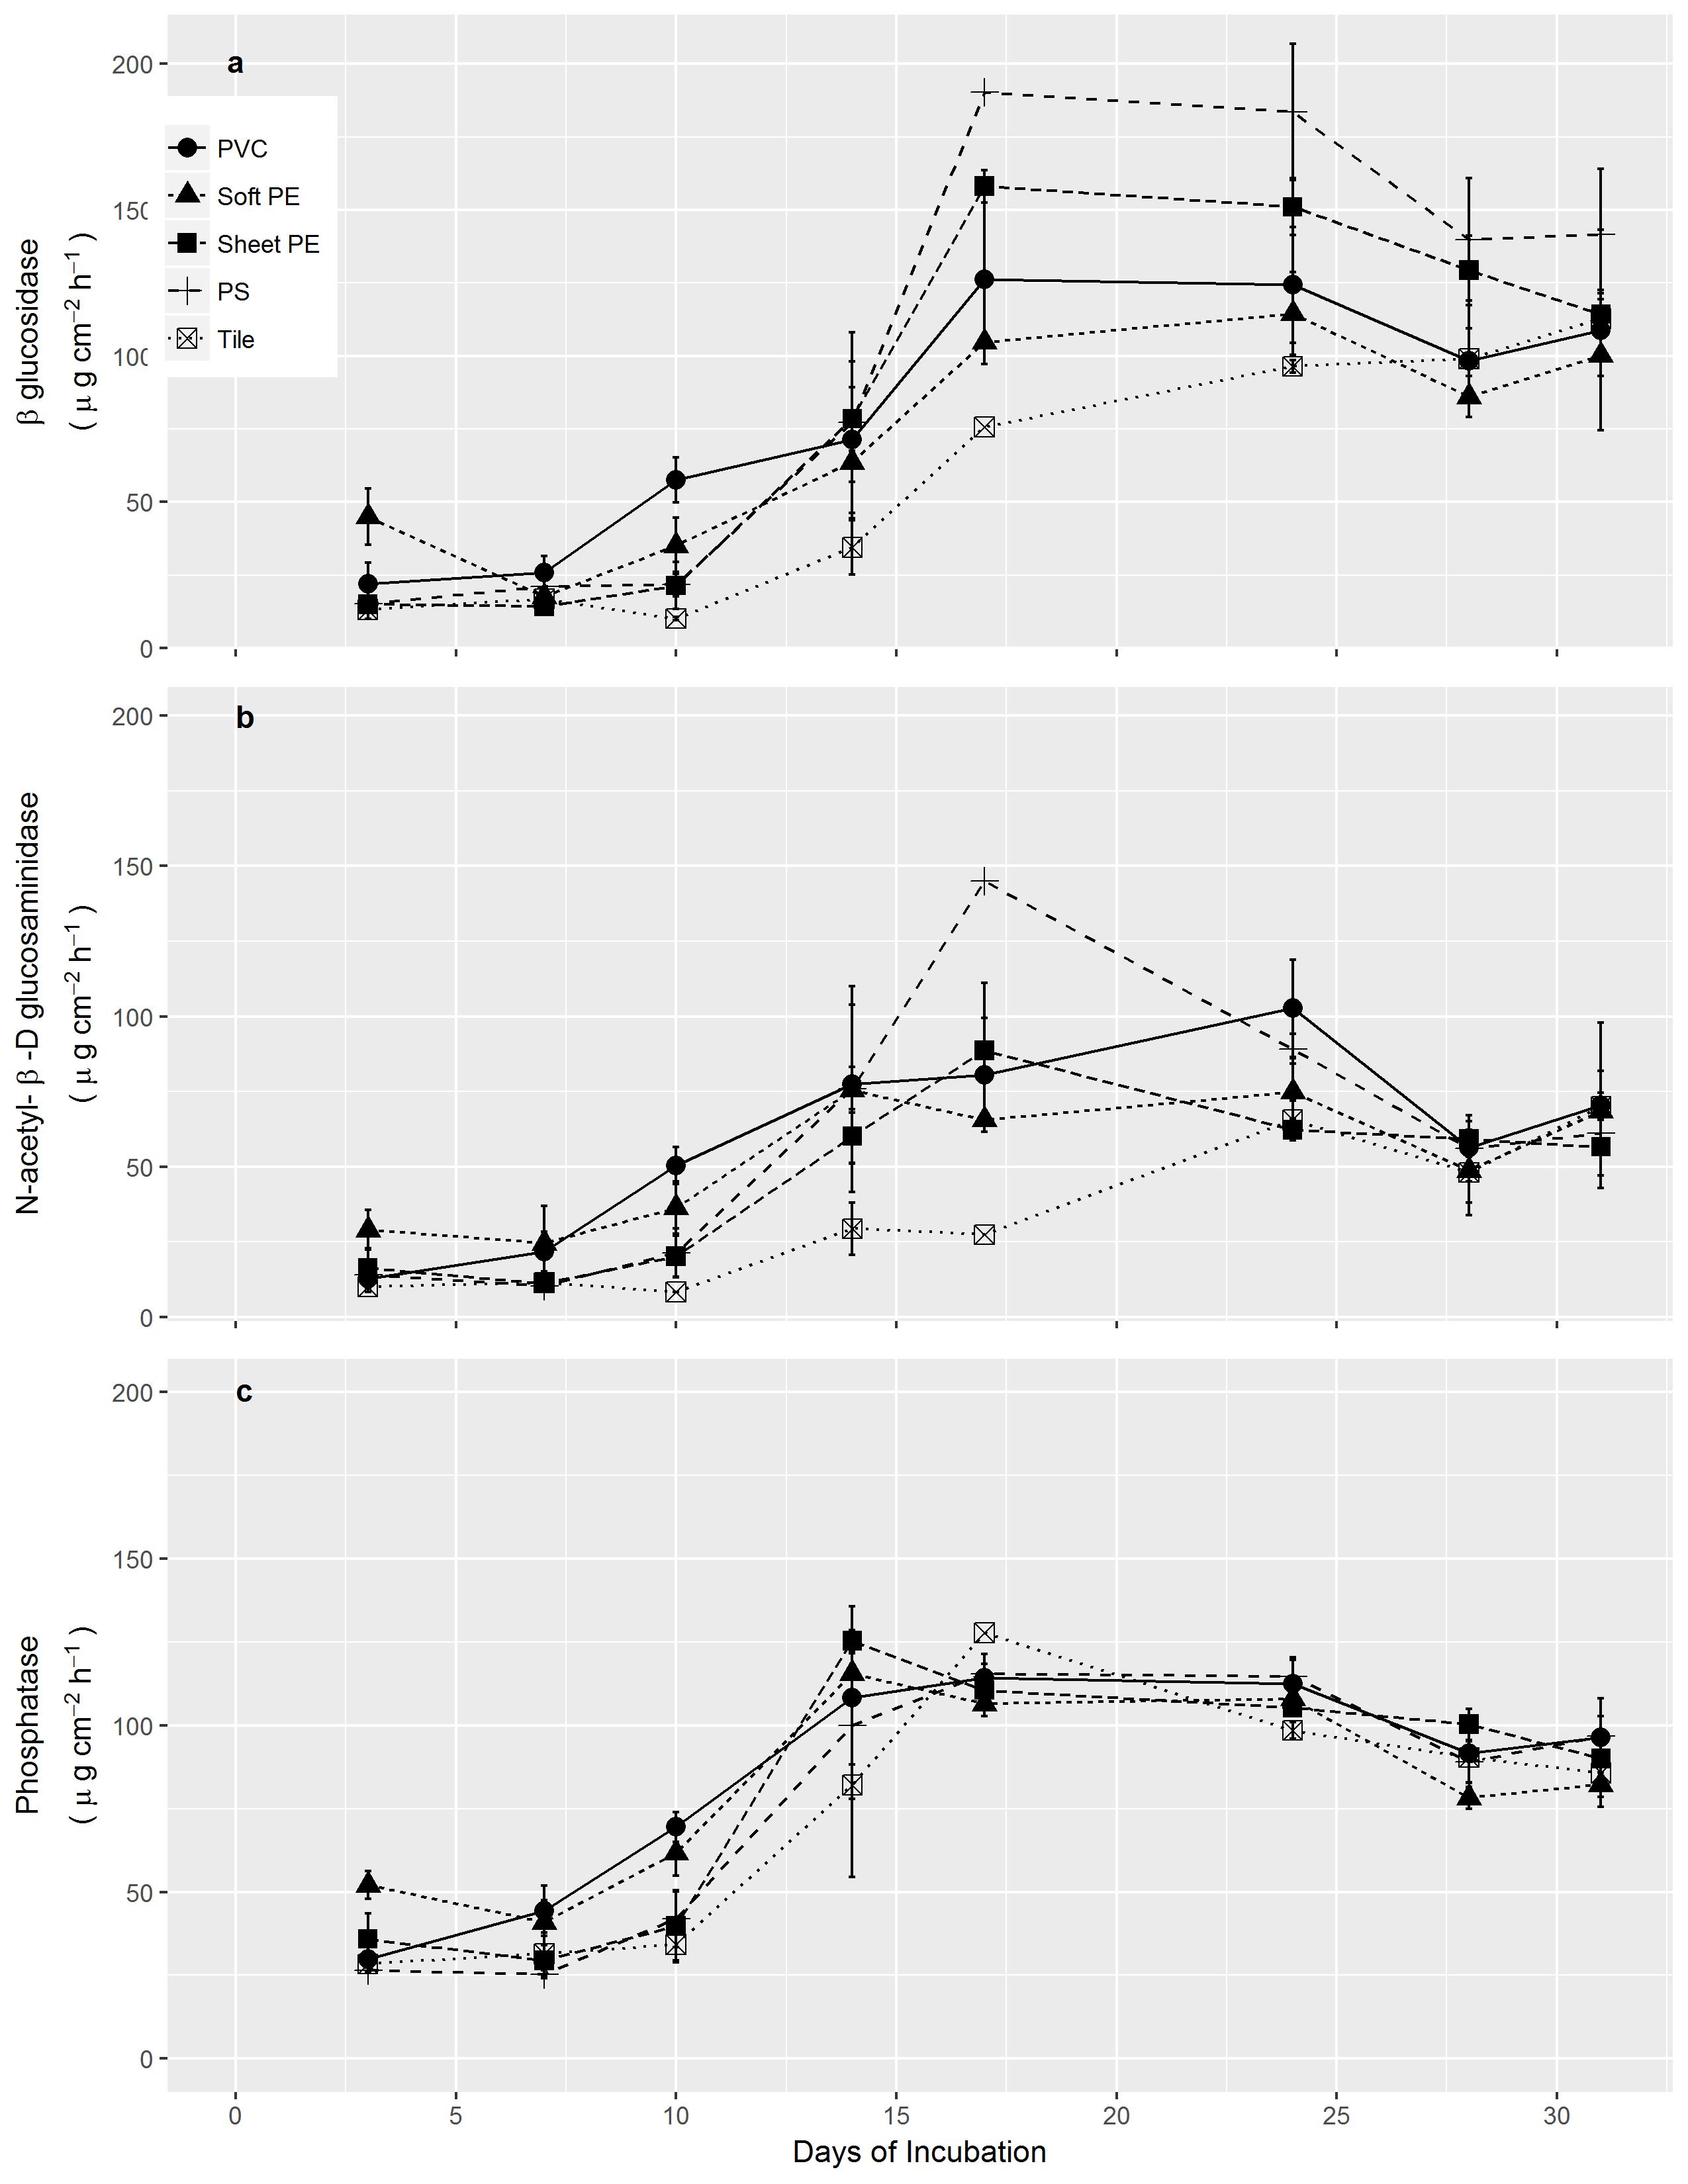 a
200
150
100
50
0
β glucosidase
( μ g cm−2 h−1 )
PVC
Soft PE
Sheet PE
PS
Tile
b
200
150
100
50
0
N-acetyl- β -D glucosaminidase
( μ g cm−2 h−1 )
c
200
150
100
50
0
Phosphatase
( μ g cm−2 h−1 )
0 5 10 15 20 25 30
Days of Incubation